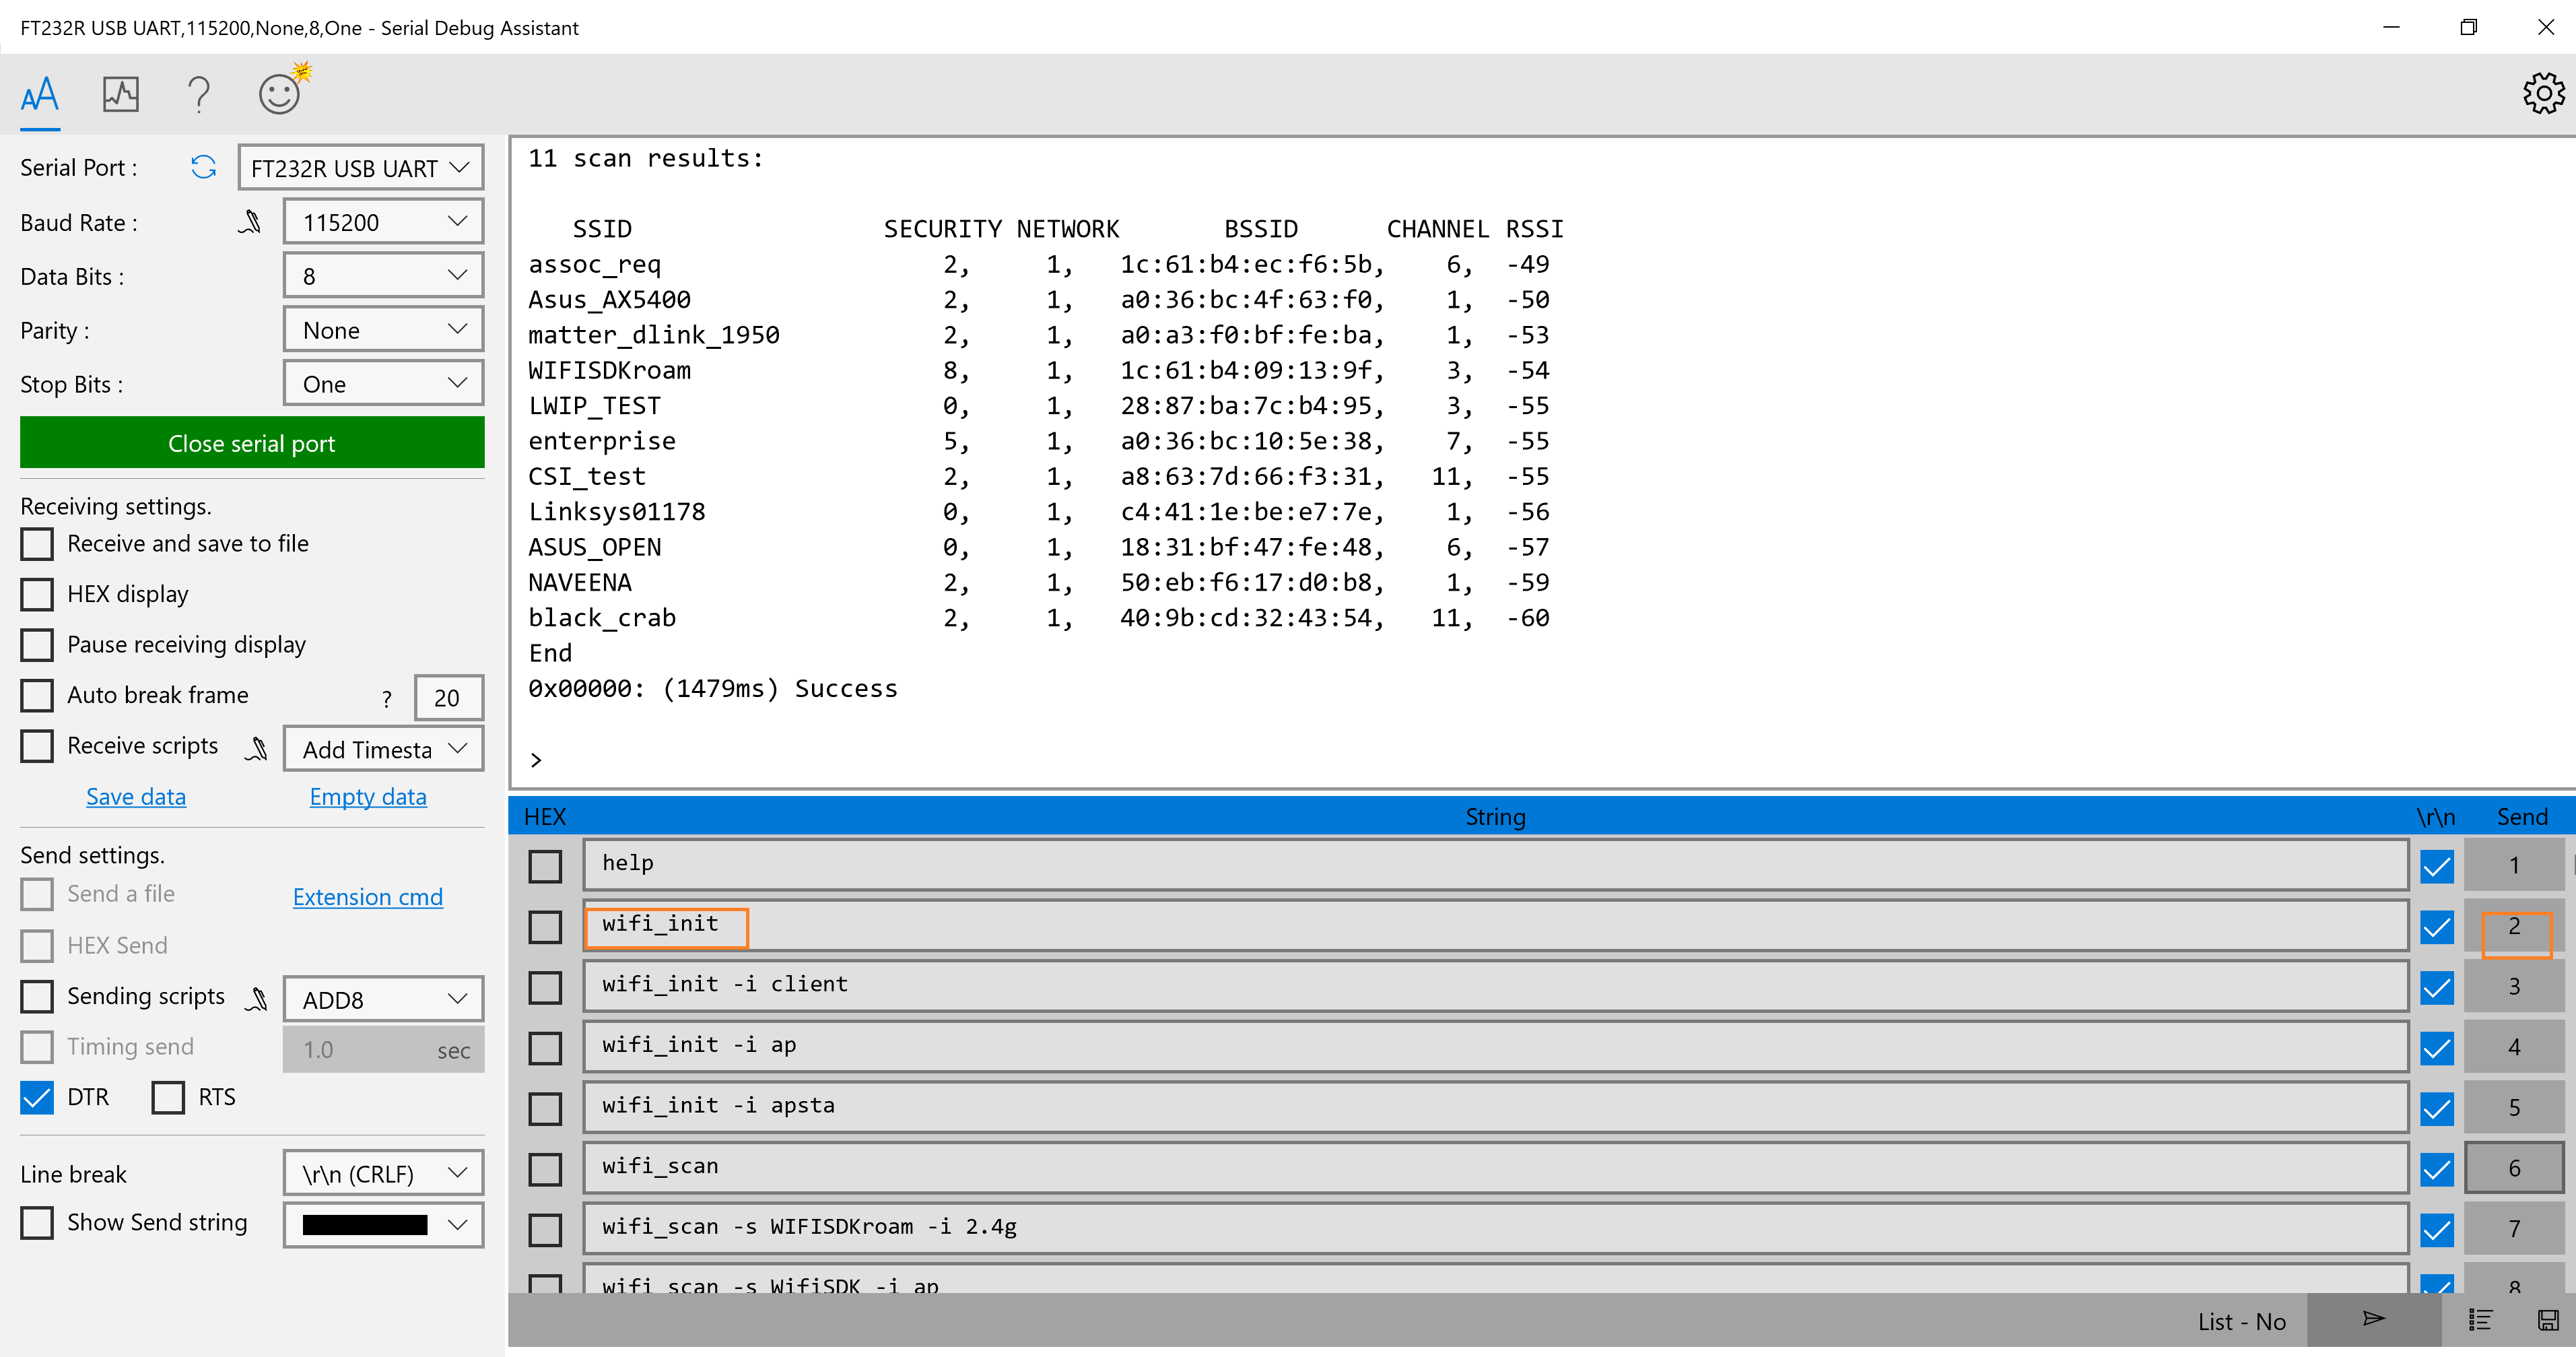 FT232R USB UART,115200,None,8,One - Serial Debug Assistant
Serial Port :
FT232R USB UART
Baud Rate :
115200
Data Bits :
8
Parity :
None
Stop Bits :
One
Close serial port
Receiving settings.
Receive and save to file
HEX display
Pause receiving display
Auto break frame ? 20
Receive scripts
Add Timesta
Save data Empty data
Send settings.
Send a file Extension cmd
HEX Send
Sending scripts
ADD8
Timing send 1.0 sec
DTR RTS
Line break \r\n (CRLF)
Show Send string
11 scan results:
SSID SECURITY NETWORK BSSID CHANNEL RSSI
assoc_req 2, 1, 1c:61:b4:ec:f6:5b, 6, -49
Asus_AX5400 2, 1, a0:36:bc:4f:63:f0, 1, -50
matter_dlink_1950 2, 1, a0:a3:f0:bf:fe:ba, 1, -53
WIFISDKroam 8, 1, 1c:61:b4:09:13:9f, 3, -54
LWIP_TEST 0, 1, 28:87:ba:7c:b4:95, 3, -55
enterprise 5, 1, a0:36:bc:10:5e:38, 7, -55
CSI_test 2, 1, a8:63:7d:66:f3:31, 11, -55
Linksys01178 0, 1, c4:41:1e:be:e7:7e, 1, -56
ASUS_OPEN 0, 1, 18:31:bf:47:fe:48, 6, -57
NAVEENA 2, 1, 50:eb:f6:17:d0:b8, 1, -59
black_crab 2, 1, 40:9b:cd:32:43:54, 11, -60
End
0x00000: (1479ms) Success
>
HEX String \r\n Send
help 1
wifi_init 2
wifi_init -i client 3
wifi_init -i ap 4
wifi_init -i apsta 5
wifi_scan 6
wifi_scan -s WIFISDKroam -i 2.4g 7
wifi_scan -s WifiSDK -i ap 8
List - No